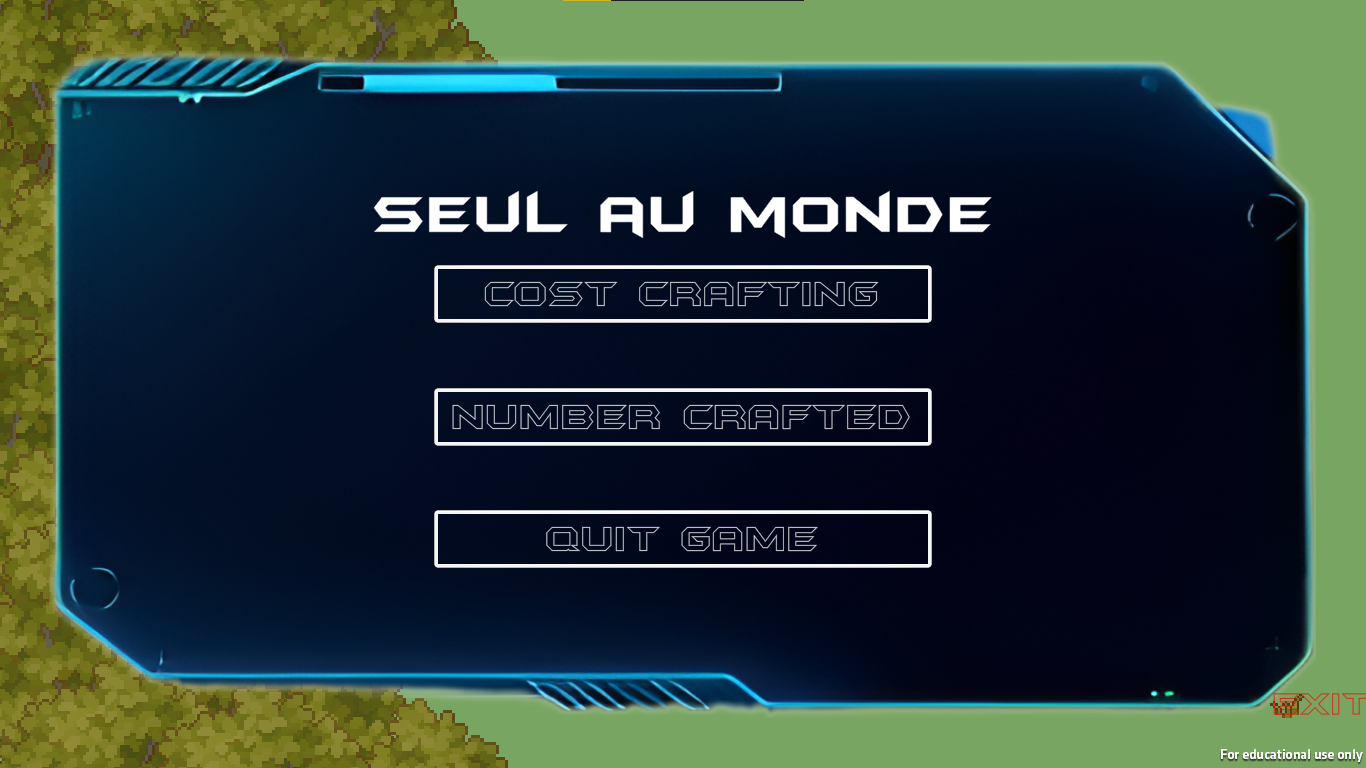 SEUL AU MONDE
COST CRAFTING
NUMBER CRAFTED
QUIT GAME
EXIT
For educational use only